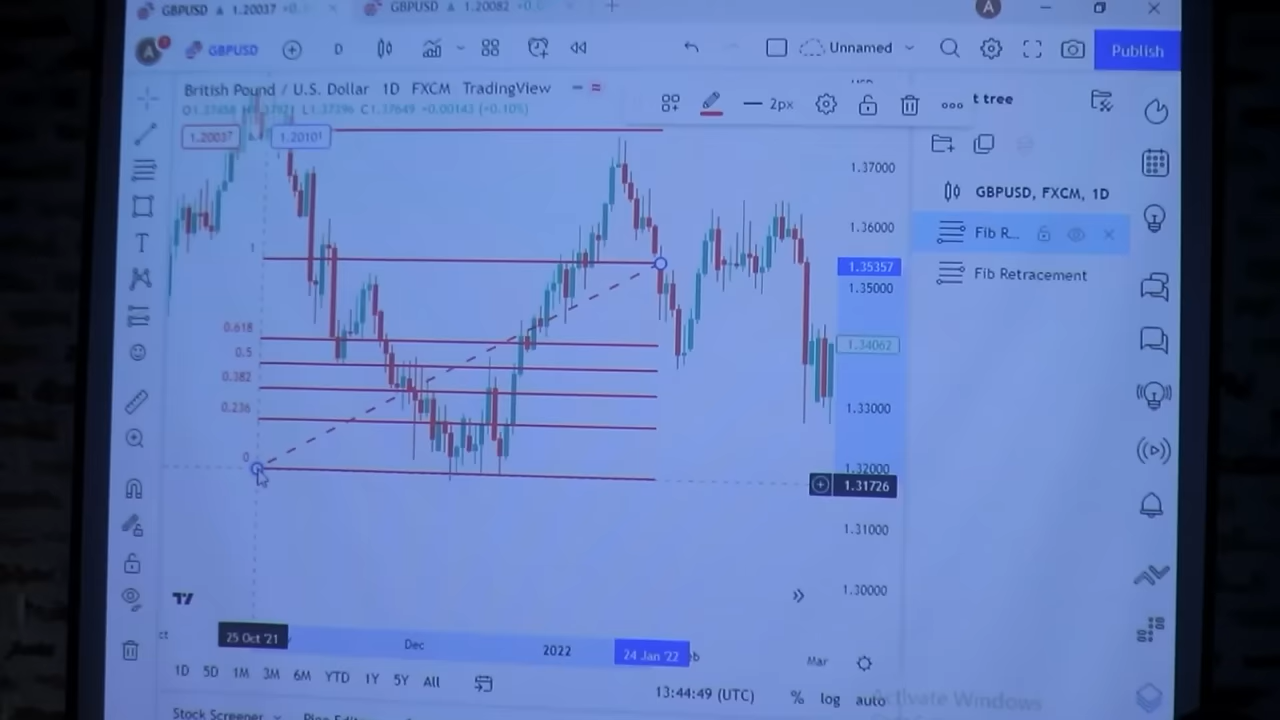 GBPUSD ▲ 1.20037 +0.
GBPUSD ▲ 1.20082 +0.0
A
A
GBPUSD
D
Unnamed
Publish
British Pound / U.S. Dollar 1D FXCM TradingView
2px
t tree
1.20037
1.20101
GBPUSD, FXCM, 1D
Fib R...
Fib Retracement
1.37000
1.36000
1.35357
1.35000
1.34062
1.33000
1.32000
1.31726
1.31000
1.30000
1
0.618
0.5
0.382
0.236
0
25 Oct '21
Dec
2022
24 Jan '22
Mar
1D 5D 1M 3M 6M YTD 1Y 5Y All
13:44:49 (UTC)
% log auto
Activate Windows
Stock Screener